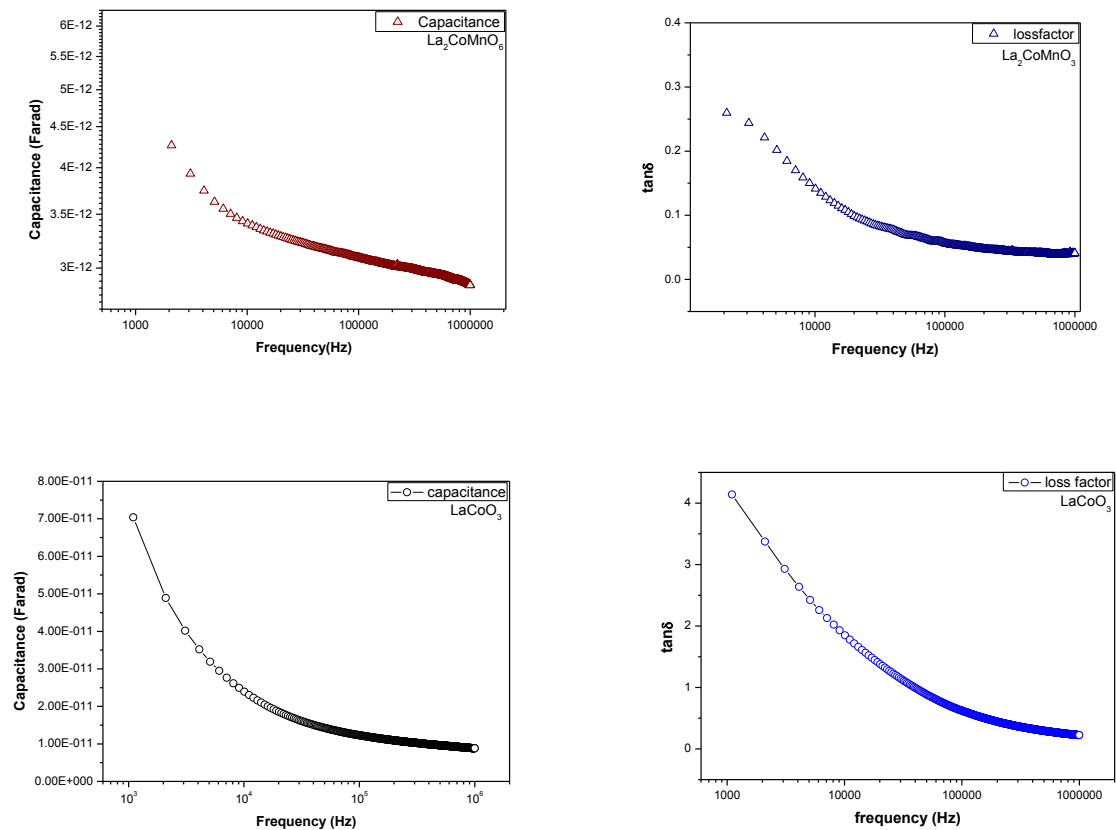 Capacitance
La₂CoMnO₆
6E-12
5.5E-12
5E-12
4.5E-12
4E-12
3.5E-12
3E-12
Capacitance (Farad)
1000 10000 100000 1000000
Frequency(Hz)
lossfactor
La₂CoMnO₃
0.4
0.3
0.2
0.1
0.0
tanδ
10000 100000 1000000
Frequency (Hz)
capacitance
LaCoO₃
8.00E-011
7.00E-011
6.00E-011
5.00E-011
4.00E-011
3.00E-011
2.00E-011
1.00E-011
0.00E+000
Capacitance (Farad)
10³ 10⁴ 10⁵ 10⁶
Frequency (Hz)
loss factor
LaCoO₃
4
3
2
1
0
tanδ
1000 10000 100000 1000000
frequency (Hz)